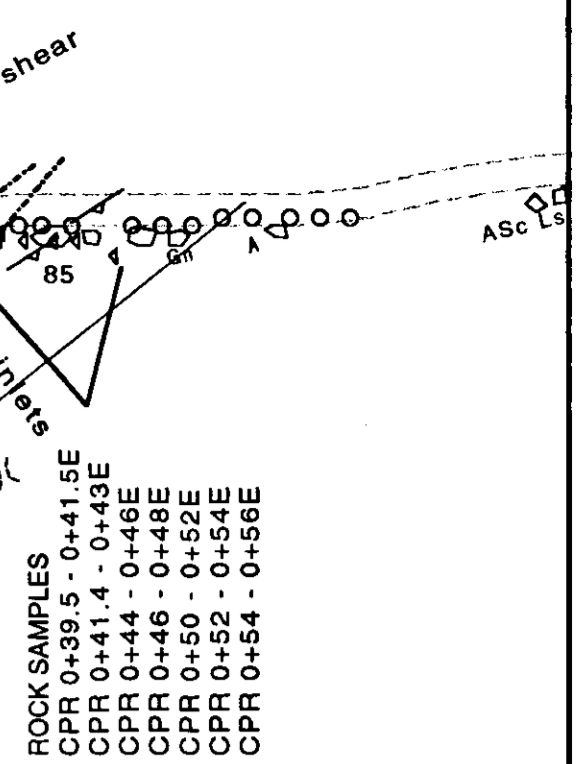 shear
ASc Ls
Gn
A
85
inlets
ROCK SAMPLES
CPR 0+39.5 - 0+41.5E
CPR 0+41.4 - 0+43E
CPR 0+44 - 0+46E
CPR 0+46 - 0+48E
CPR 0+50 - 0+52E
CPR 0+52 - 0+54E
CPR 0+54 - 0+56E